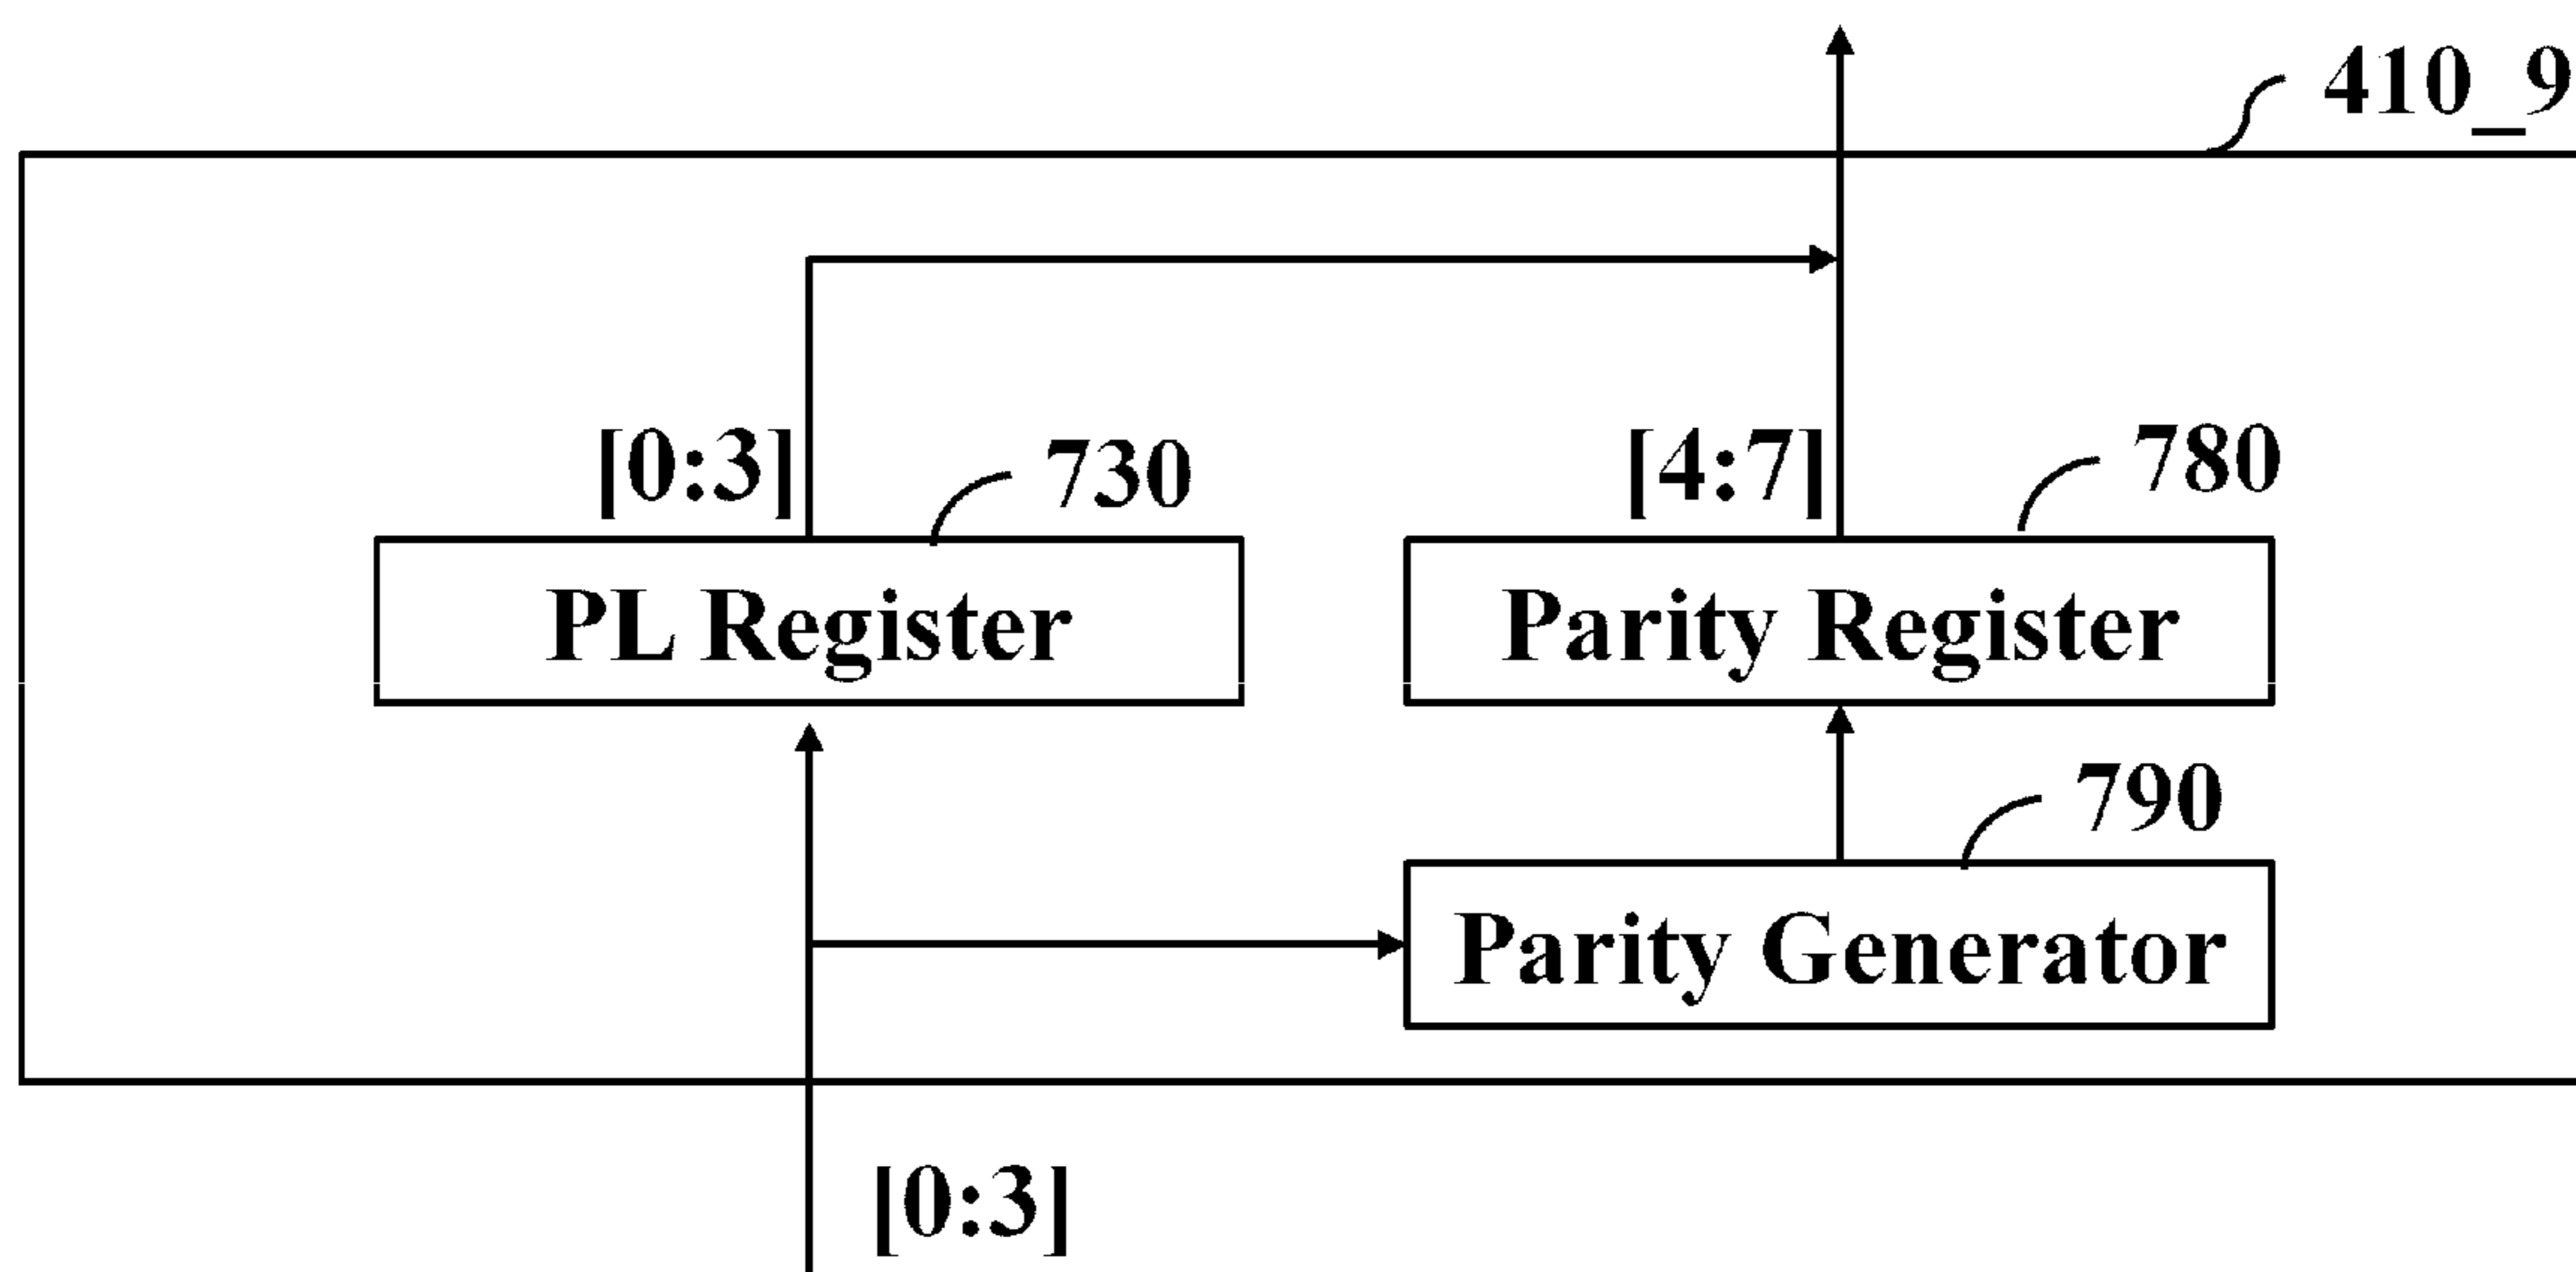 410_9
[0:3]
730
[4:7]
780
PL Register
Parity Register
790
Parity Generator
[0:3]